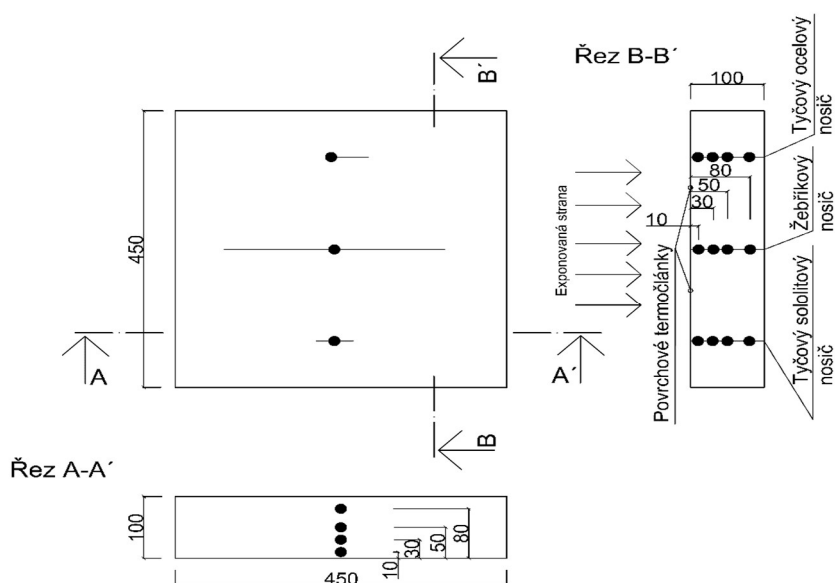 B´
Řez B-B´
100
Tyčový ocelový
nosič
Žebříkový
nosič
Tyčový sololitový
nosič
80
50
30
10
Exponovaná strana
Povrchové termočlánky
450
A
A´
B
Řez A-A´
100
10
30
50
80
450